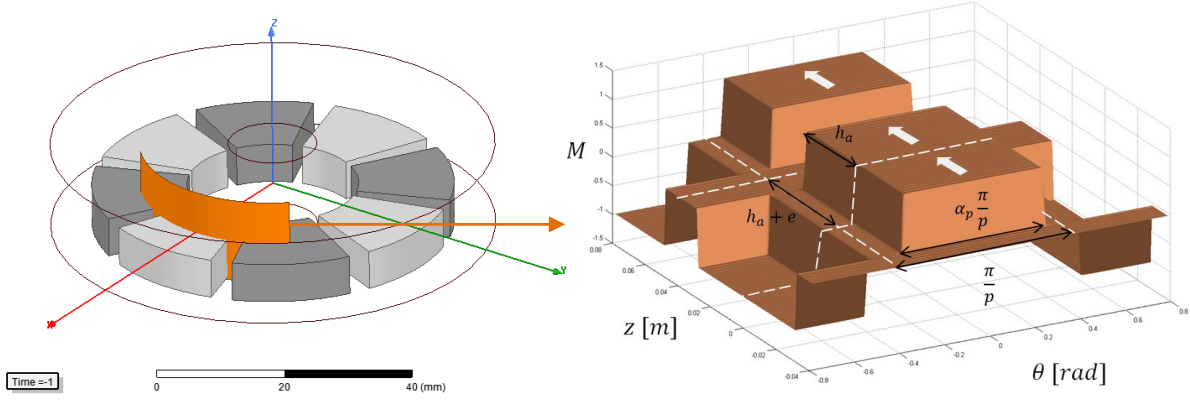 Z
X
Y
Time =-1
0 20 40 (mm)
M
1.5
1
0.5
0
-0.5
-1
-1.5
h_a
h_a + e
α_p π/p
π/p
0.08
0.06
0.04
0.02
0
-0.02
-0.04
z [m]
-0.8 -0.6 -0.4 -0.2 0 0.2 0.4 0.6 0.8
θ [rad]